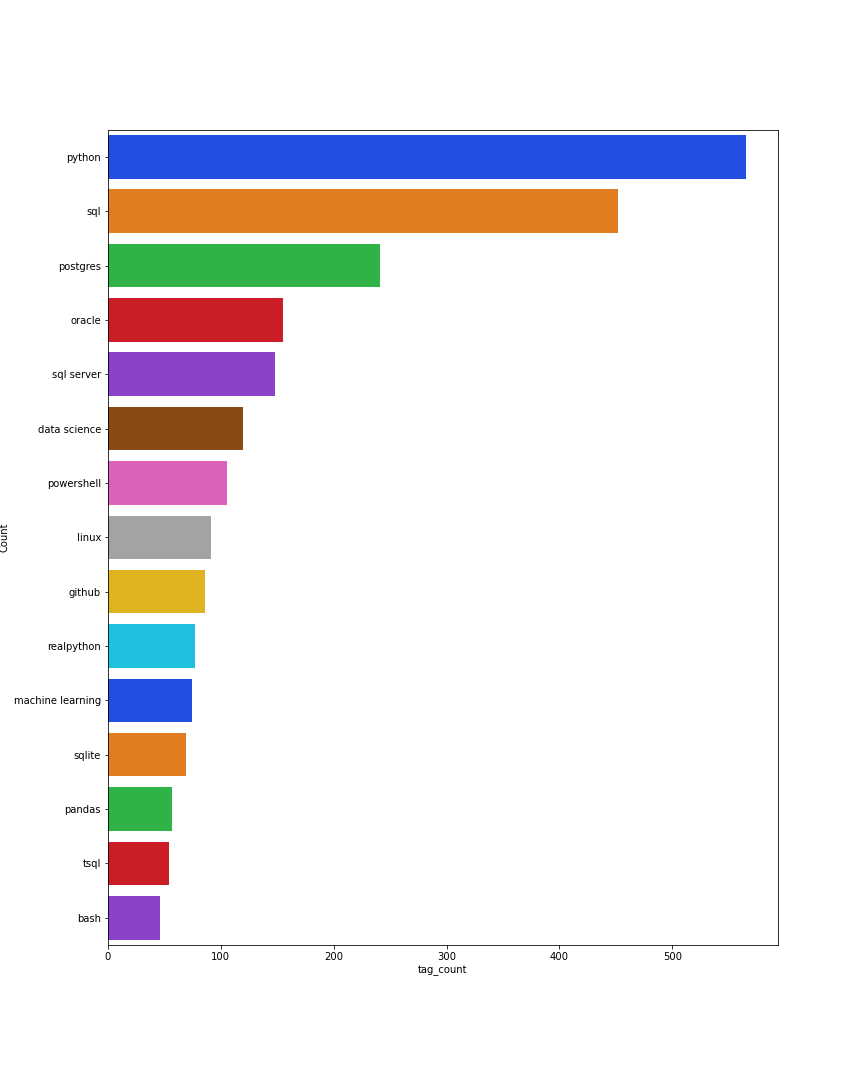 python
sql
postgres
oracle
sql server
data science
powershell
linux
github
realpython
machine learning
sqlite
pandas
tsql
bash
Count
0 100 200 300 400 500
tag_count